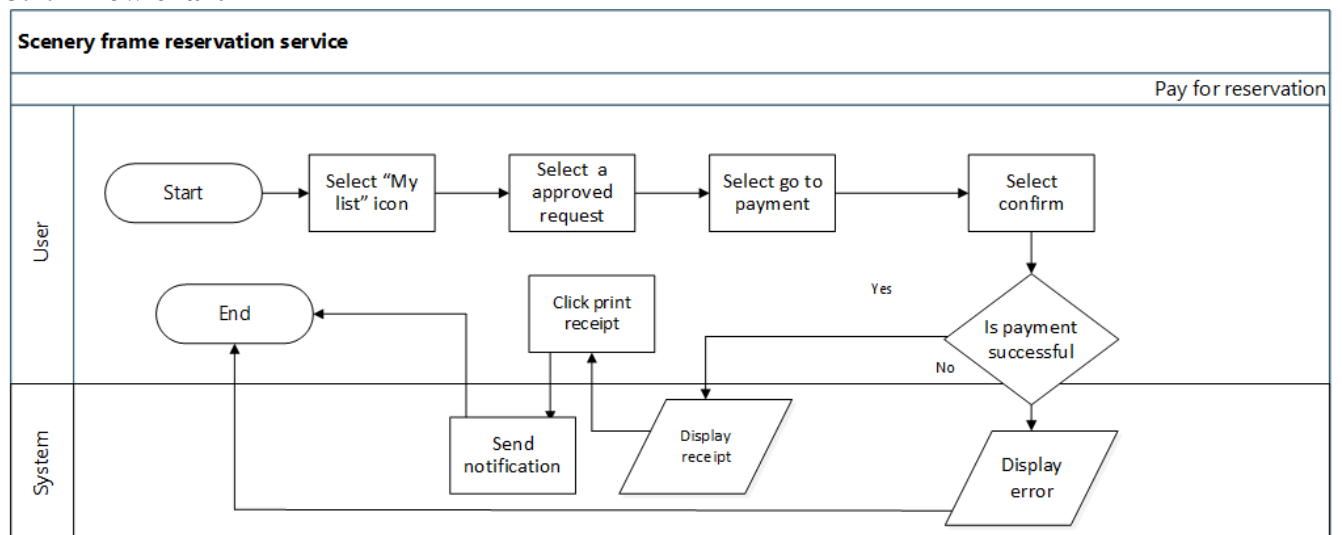 Scenery frame reservation service
Pay for reservation
User
Start
Select “My
list” icon
Select a
approved
request
Select go to
payment
Select
confirm
End
Click print
receipt
Yes
Is payment
successful
No
System
Send
notification
Display
receipt
Display
error